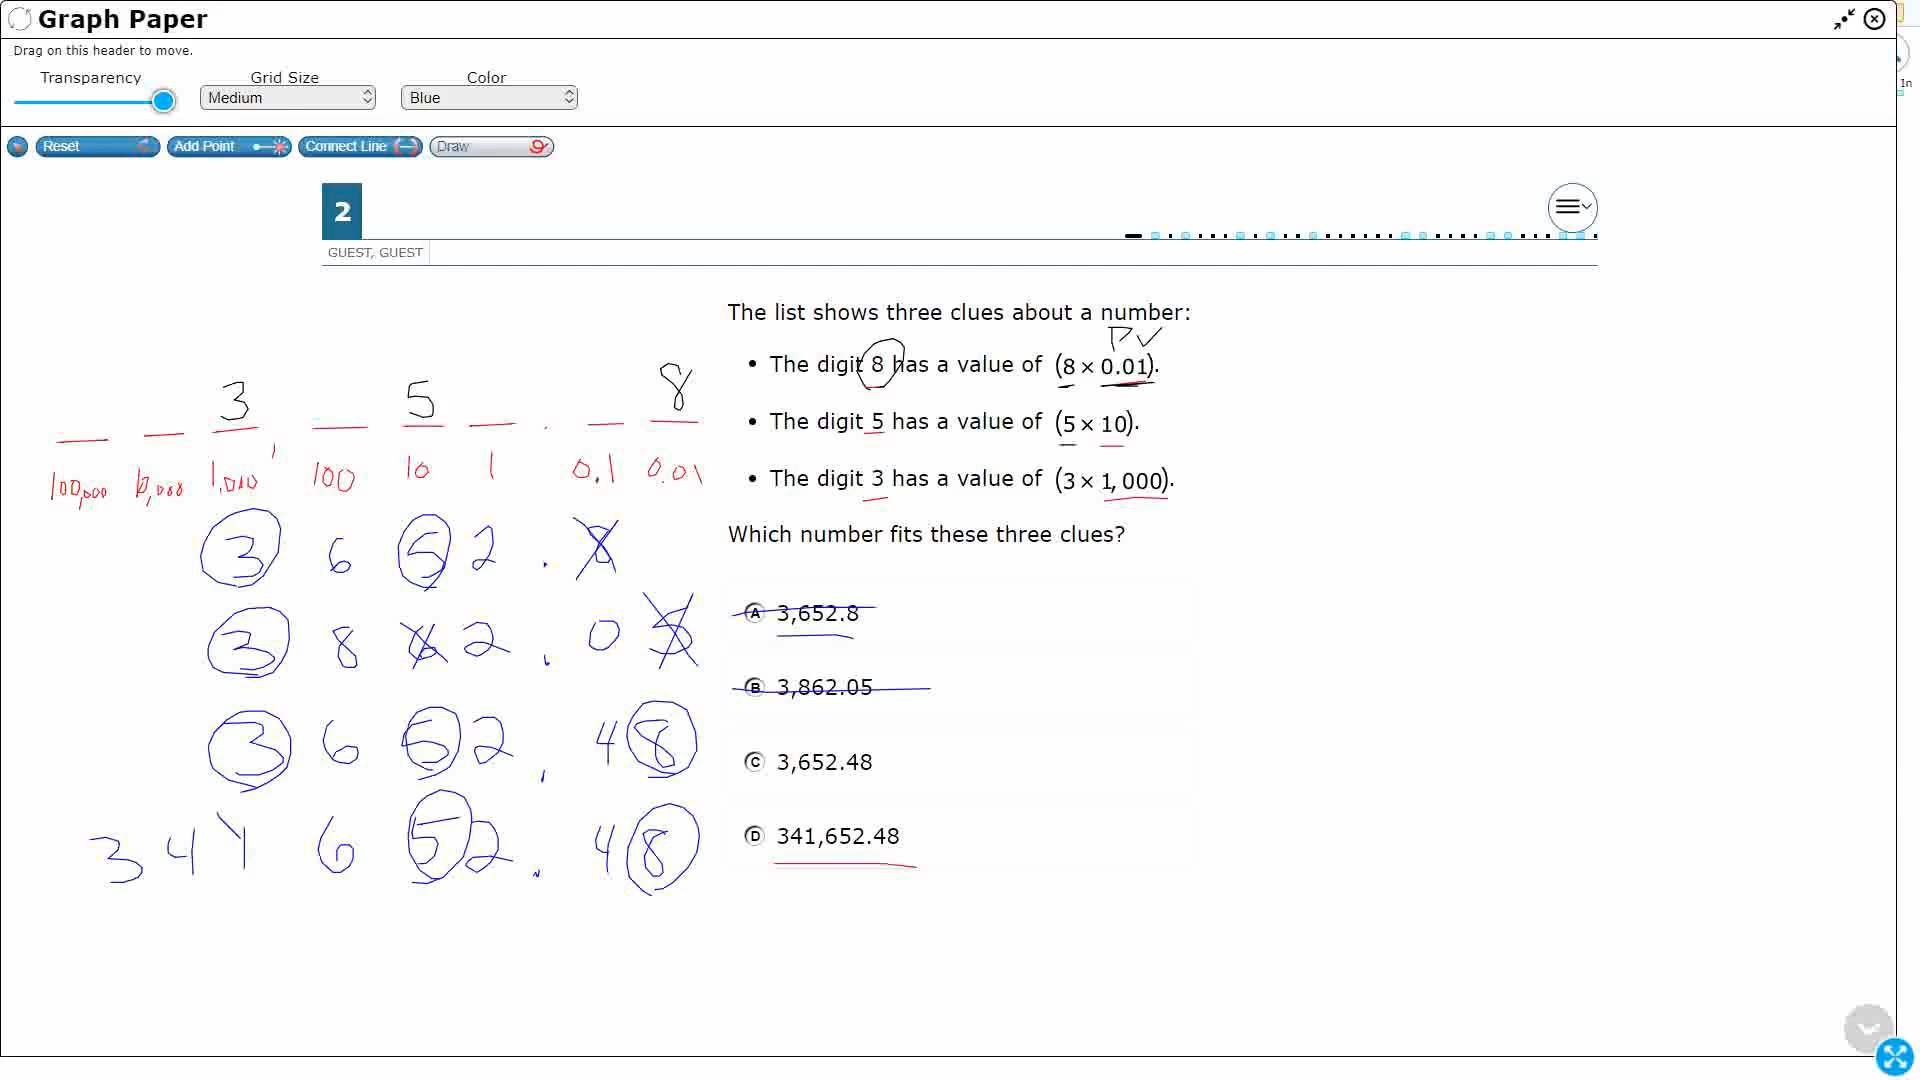 Graph Paper
Drag on this header to move.
Transparency Grid Size Color
Medium Blue
Reset Add Point Connect Line Draw
In
2
GUEST, GUEST
The list shows three clues about a number:
PV
• The digit 8 has a value of (8 × 0.01).
• The digit 5 has a value of (5 × 10).
• The digit 3 has a value of (3 × 1,000).
Which number fits these three clues?
A 3,652.8
B 3,862.05
C 3,652.48
D 341,652.48
3, 5 . 8
100,000 10,000 1,000 100 10 1 0.1 0.01
3 6 5 2 . 8
3 8 6 2 . 0 5
3 6 5 2 . 4 8
3 4 1 6 5 2 . 4 8